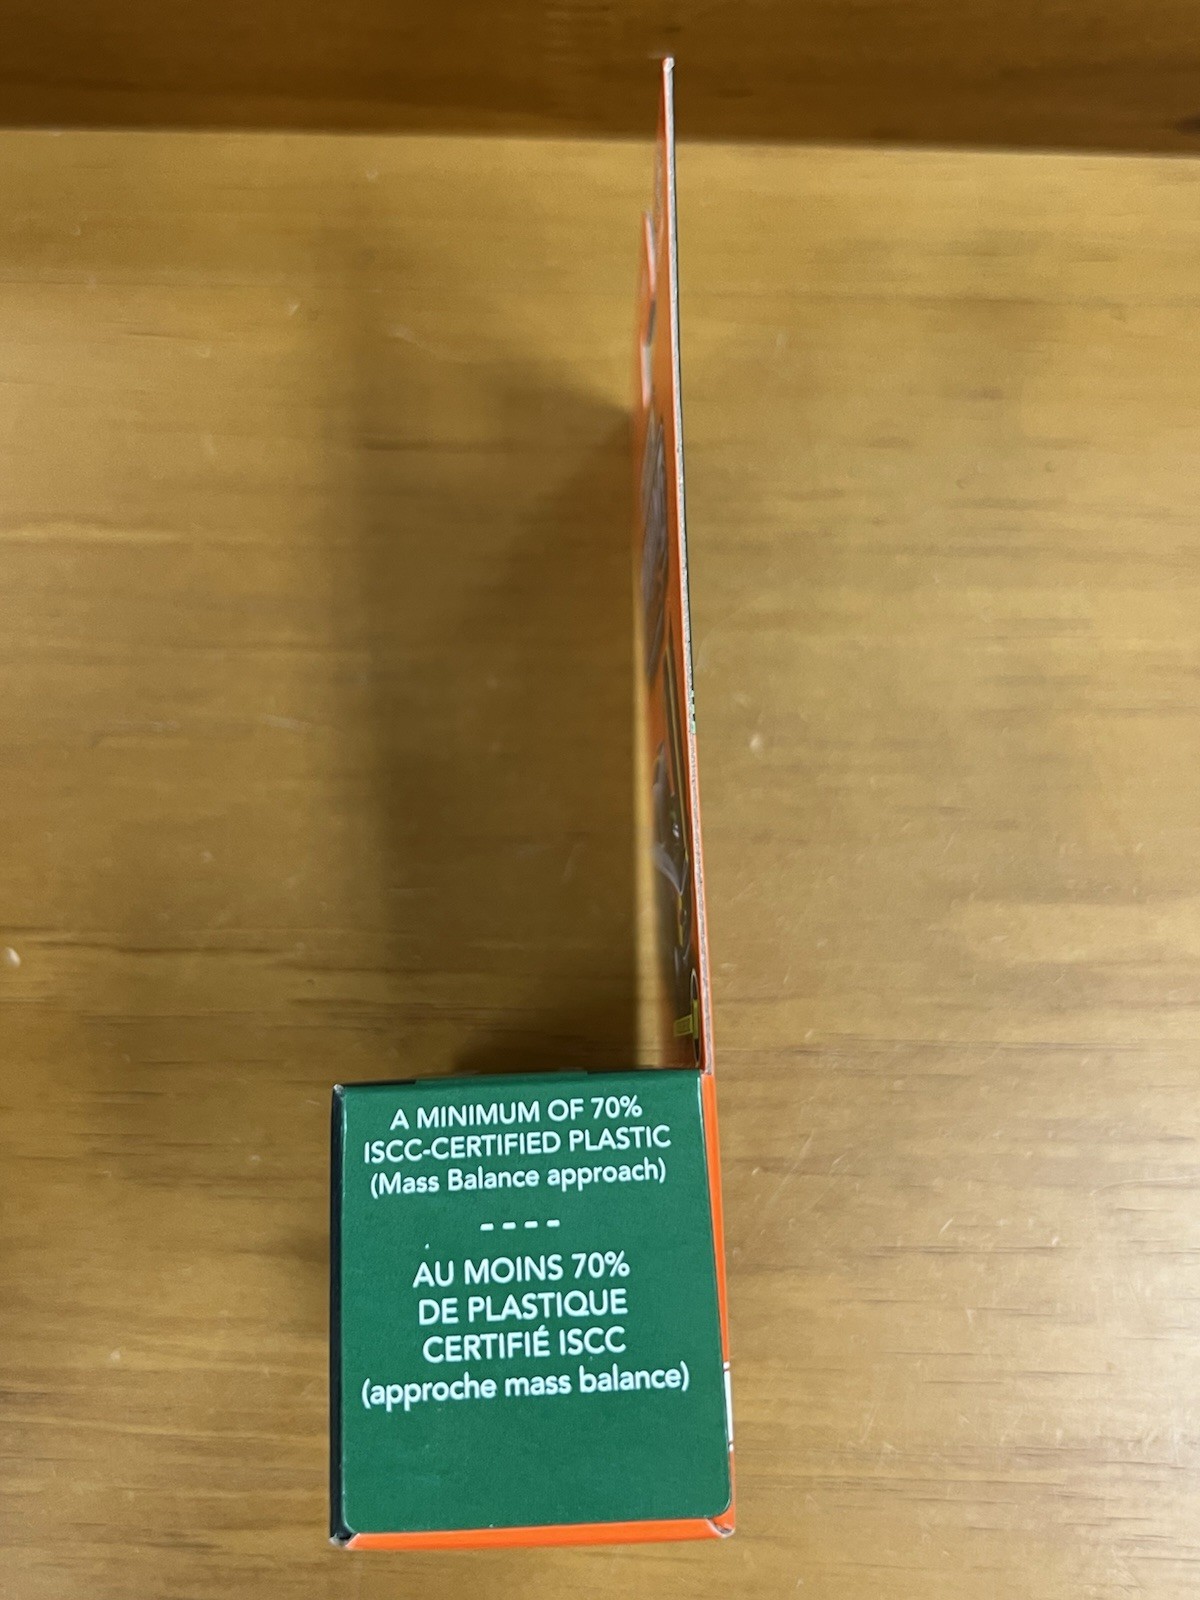 A MINIMUM OF 70%
ISCC-CERTIFIED PLASTIC
(Mass Balance approach)
- - - -
AU MOINS 70%
DE PLASTIQUE
CERTIFIÉ ISCC
(approche mass balance)